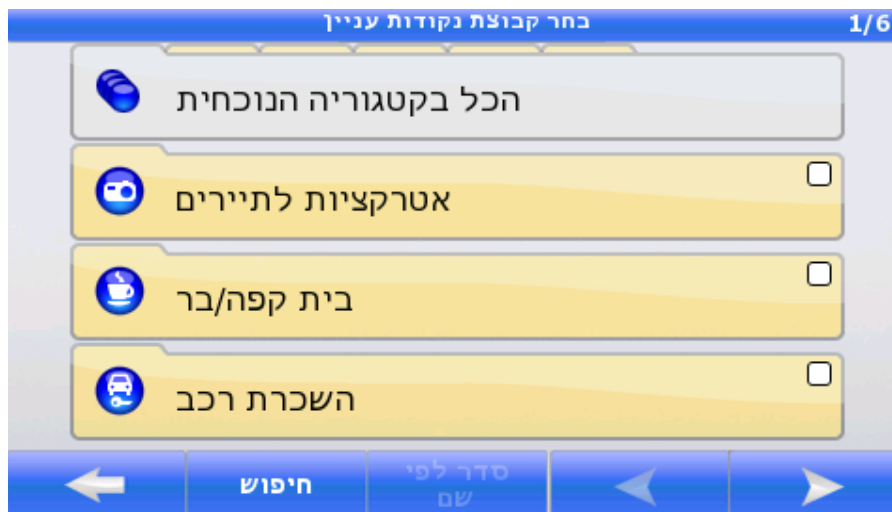 בחר קבוצת נקודות עניין
1/6
הכל בקטגוריה הנוכחית
אטרקציות לתיירים
בית קפה/בר
השכרת רכב
חיפוש
סדר לפי
שם